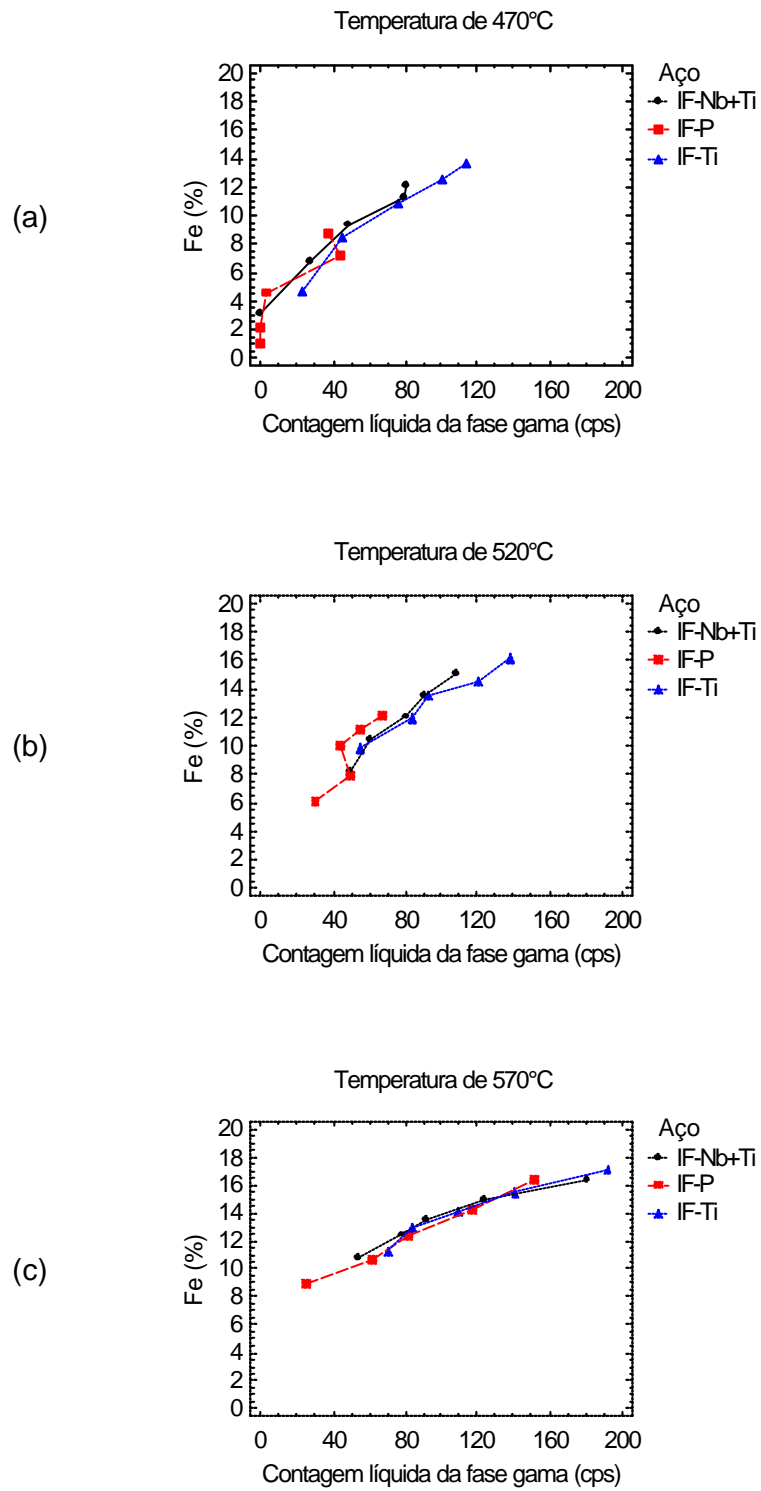 Temperatura de 470°C
(a)
Fe (%)
20
18
16
14
12
10
8
6
4
2
0
0 40 80 120 160 200
Contagem líquida da fase gama (cps)
Aço
IF-Nb+Ti
IF-P
IF-Ti
Temperatura de 520°C
(b)
Fe (%)
20
18
16
14
12
10
8
6
4
2
0
0 40 80 120 160 200
Contagem líquida da fase gama (cps)
Aço
IF-Nb+Ti
IF-P
IF-Ti
Temperatura de 570°C
(c)
Fe (%)
20
18
16
14
12
10
8
6
4
2
0
0 40 80 120 160 200
Contagem líquida da fase gama (cps)
Aço
IF-Nb+Ti
IF-P
IF-Ti